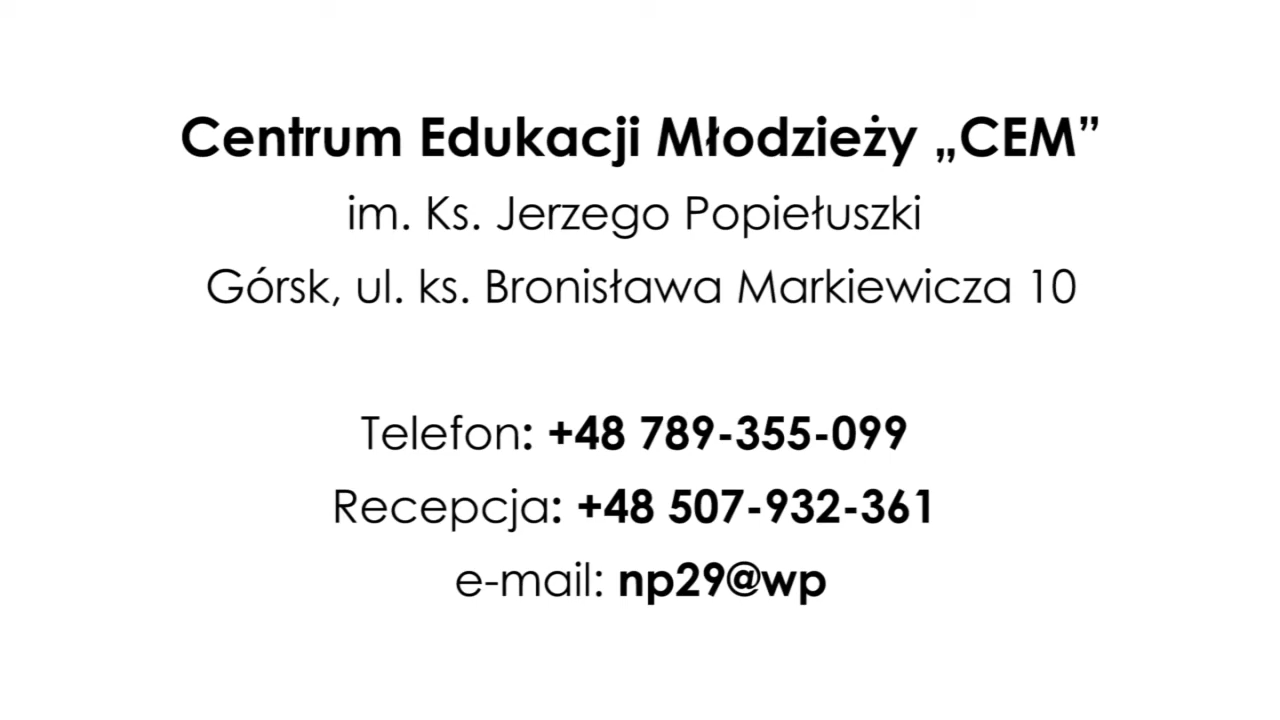 Centrum Edukacji Młodzieży „CEM”
im. Ks. Jerzego Popiełuszki
Górsk, ul. ks. Bronisława Markiewicza 10
Telefon: +48 789-355-099
Recepcja: +48 507-932-361
e-mail: np29@wp